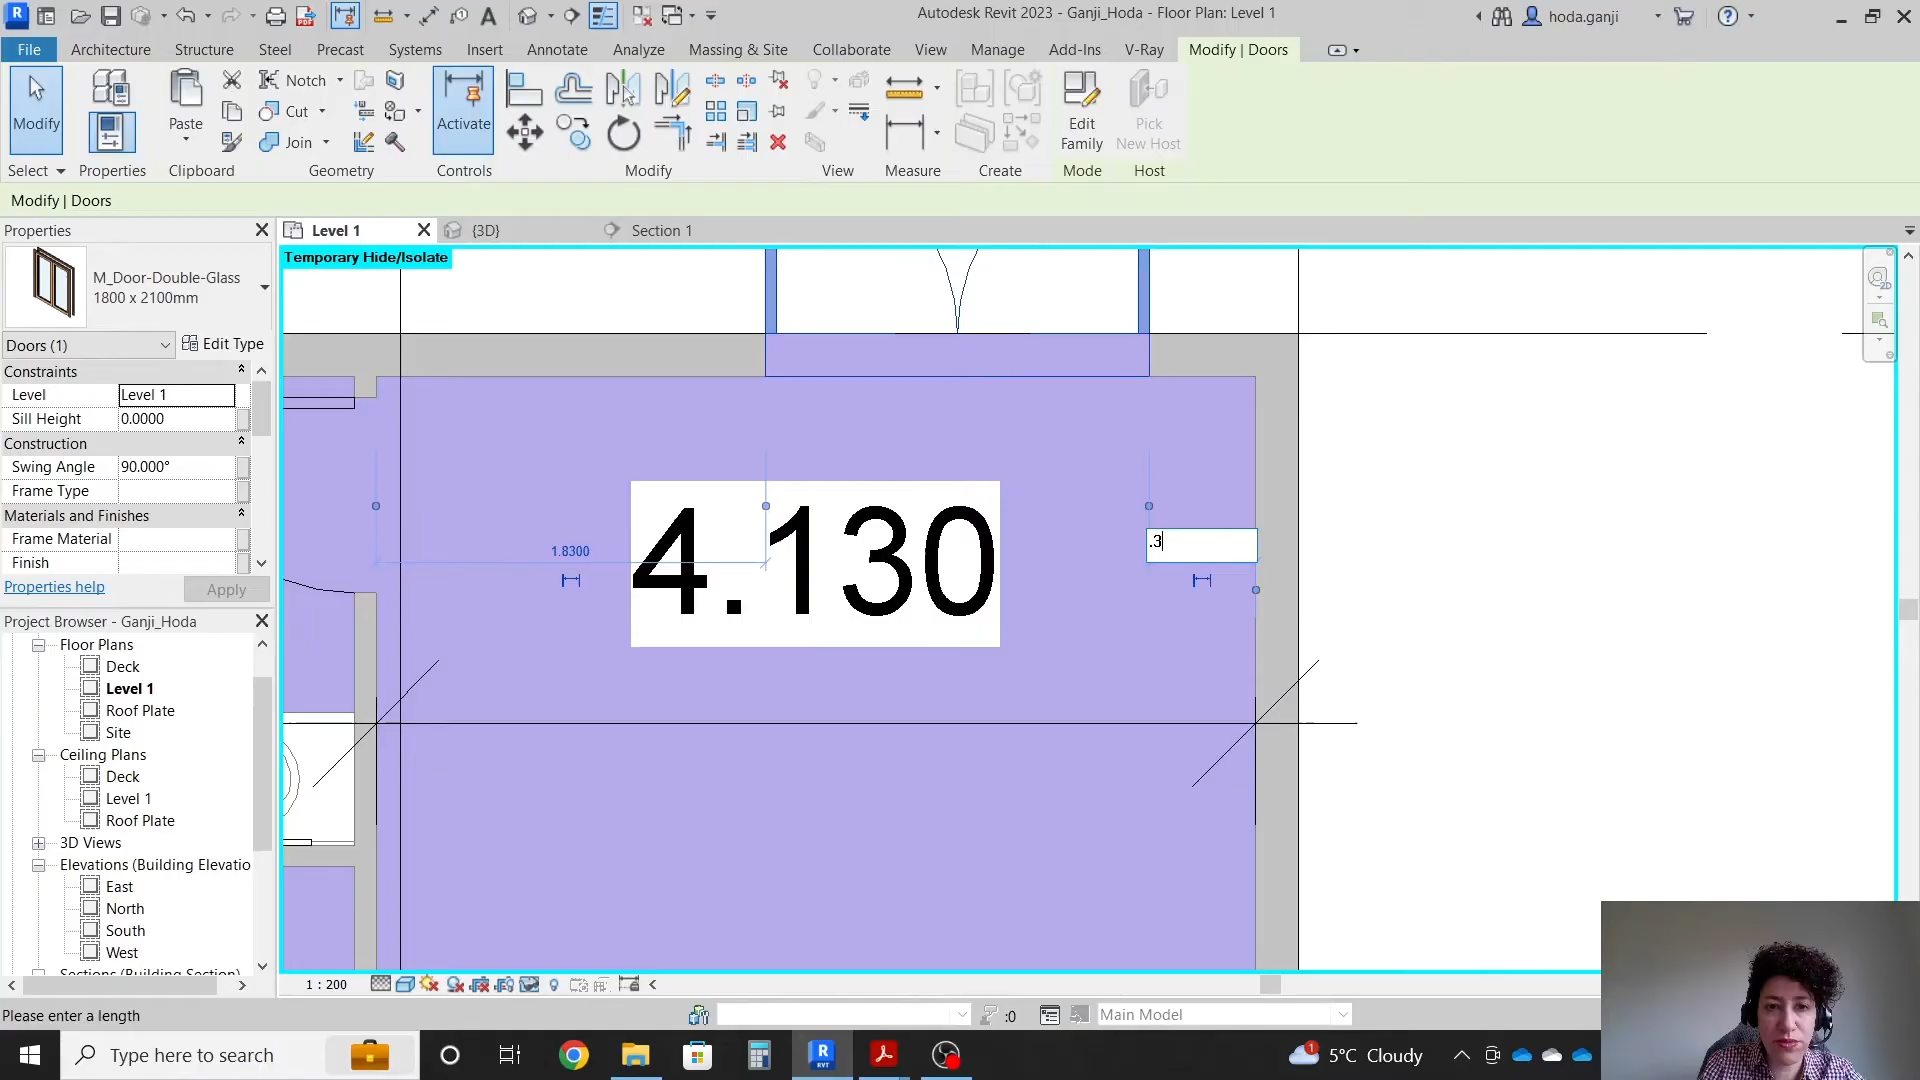 Autodesk Revit 2023 - Ganji_Hoda - Floor Plan: Level 1
hoda.ganji
File
Architecture
Structure
Steel
Precast
Systems
Insert
Annotate
Analyze
Massing & Site
Collaborate
View
Manage
Add-Ins
V-Ray
Modify | Doors
Modify
Paste
Notch
Cut
Join
Activate
Edit
Family
Pick
New Host
Select
Properties
Clipboard
Geometry
Controls
Modify
View
Measure
Create
Mode
Host
Modify | Doors
Properties
M_Door-Double-Glass
1800 x 2100mm
Doors (1)
Edit Type
Constraints
Level
Level 1
Sill Height
0.0000
Construction
Swing Angle
90.000°
Frame Type
Materials and Finishes
Frame Material
Finish
Properties help
Apply
Project Browser - Ganji_Hoda
Floor Plans
Deck
Level 1
Roof Plate
Site
Ceiling Plans
Deck
Level 1
Roof Plate
3D Views
Elevations (Building Elevatio
East
North
South
West
Sections (Building Section)
Level 1
{3D}
Section 1
Temporary Hide/Isolate
2D
1.8300
4.130
.3
1 : 200
Please enter a length
:0
Main Model
Type here to search
1
5°C Cloudy